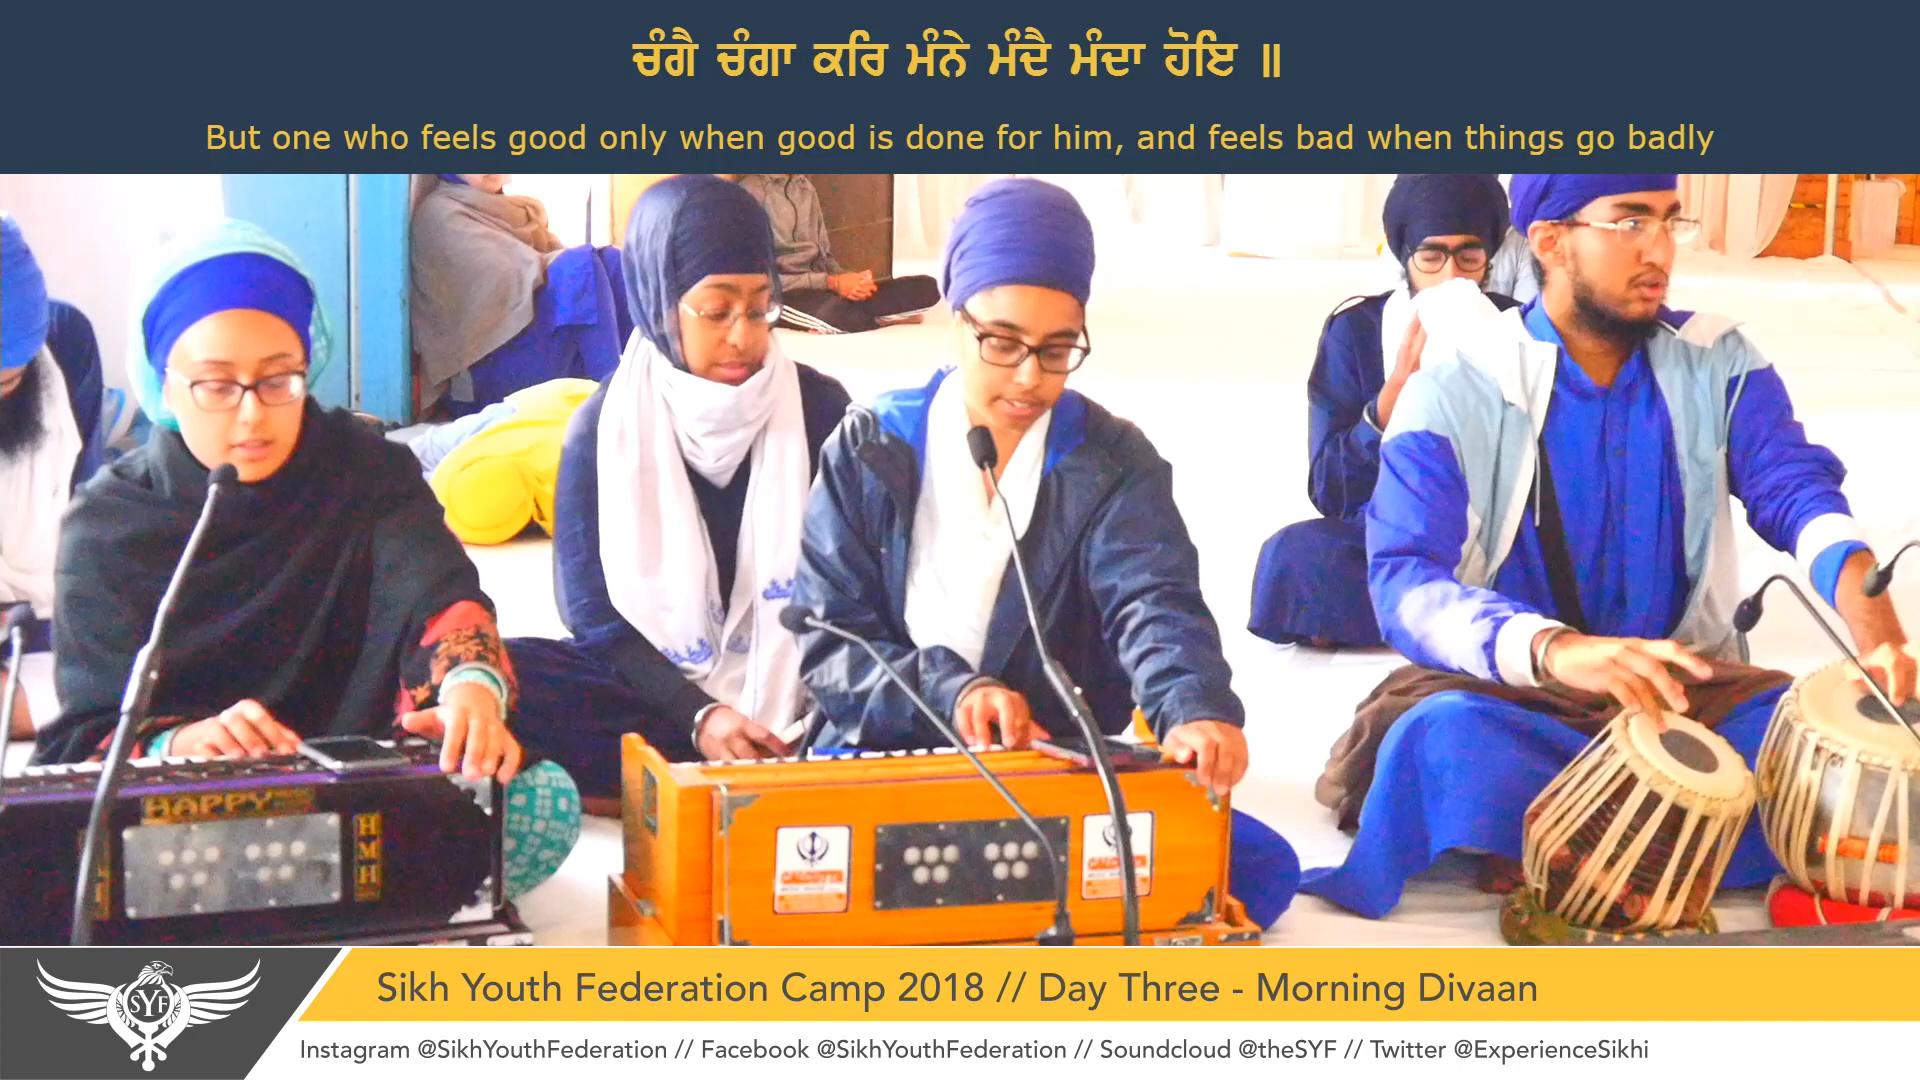 ਚੰਗੈ ਚੰਗਾ ਕਰਿ ਮੰਨੇ ਮੰਦੈ ਮੰਦਾ ਹੋਇ ॥
But one who feels good only when good is done for him, and feels bad when things go badly
HAPPY
HMH
CALCUTTA
CALCUTTA
SYF
Sikh Youth Federation Camp 2018 // Day Three - Morning Divaan
Instagram @SikhYouthFederation // Facebook @SikhYouthFederation // Soundcloud @theSYF // Twitter @ExperienceSikhi